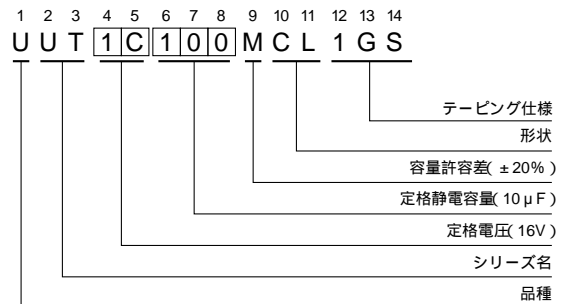 1 2 3 4 5 6 7 8 9 10 11 12 13 14
U U T 1 C 1 0 0 M C L 1 G S
テーピング仕様
形状
容量許容差( ±20% )
定格静電容量( 10μF )
定格電圧( 16V )
シリーズ名
品種